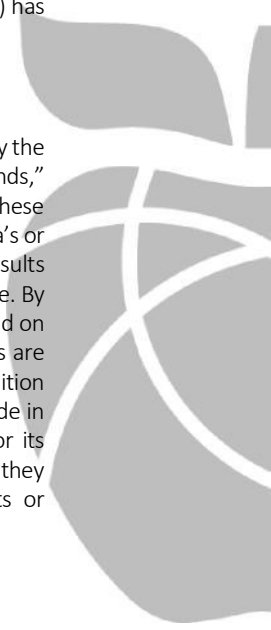 ) has
y the
nds,”
hese
a’s or
sults
e. By
d on
s are
ition
de in
or its
they
ts or